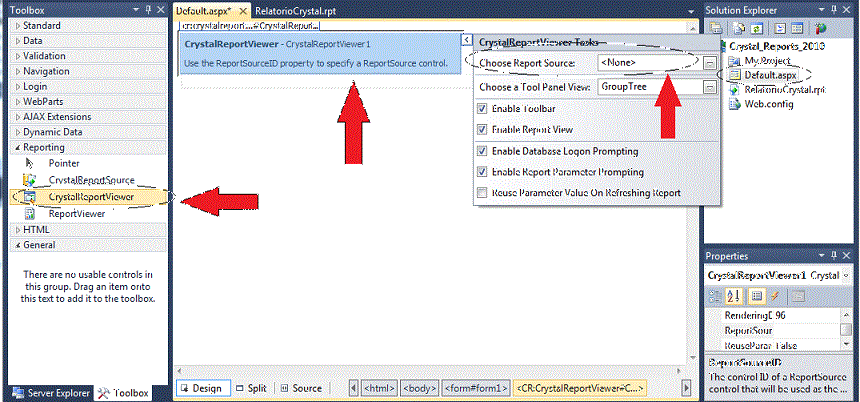 Toolbox
Standard
Data
Validation
Navigation
Login
WebParts
AJAX Extensions
Dynamic Data
Reporting
Pointer
CrystalReportSource
CrystalReportViewer
ReportViewer
HTML
General
There are no usable controls in
this group. Drag an item onto
this text to add it to the toolbox.
Server Explorer
Toolbox
Default.aspx*
RelatorioCrystal.rpt
cr:crystalreport...#CrystalRepor...
CrystalReportViewer - CrystalReportViewer1
Use the ReportSourceID property to specify a ReportSource control.
CrystalReportViewer Tasks
Choose Report Source:
<None>
Choose a Tool Panel View:
GroupTree
Enable Toolbar
Enable Report View
Enable Database Logon Prompting
Enable Report Parameter Prompting
Reuse Parameter Value On Refreshing Report
Design
Split
Source
<html>
<body>
<form#form1>
<CR:CrystalReportViewer#C...>
Solution Explorer
Crystal_Reports_2010
My Project
Default.aspx
RelatorioCrystal.rpt
Web.config
Properties
CrystalReportViewer1 Crystal
RenderingE 96
ReportSour
ReuseParar False
ReportSourceID
The control ID of a ReportSource
control that will be used as the